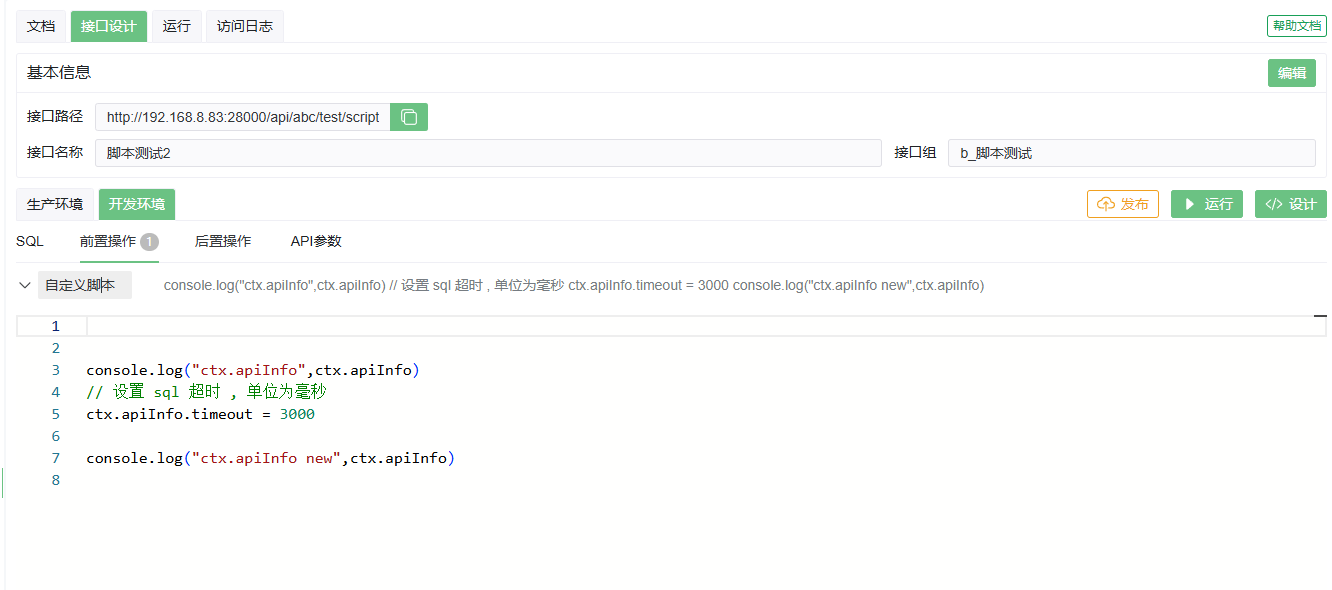 文档 接口设计 运行 访问日志 帮助文档
基本信息 编辑
接口路径 http://192.168.8.83:28000/api/abc/test/script
接口名称 脚本测试2 接口组 b_脚本测试
生产环境 开发环境 发布 运行 </> 设计
SQL 前置操作 1 后置操作 API参数
自定义脚本 console.log("ctx.apiInfo",ctx.apiInfo) // 设置 sql 超时 , 单位为毫秒 ctx.apiInfo.timeout = 3000 console.log("ctx.apiInfo new",ctx.apiInfo)
1
2
3 console.log("ctx.apiInfo",ctx.apiInfo)
4 // 设置 sql 超时 , 单位为毫秒
5 ctx.apiInfo.timeout = 3000
6
7 console.log("ctx.apiInfo new",ctx.apiInfo)
8